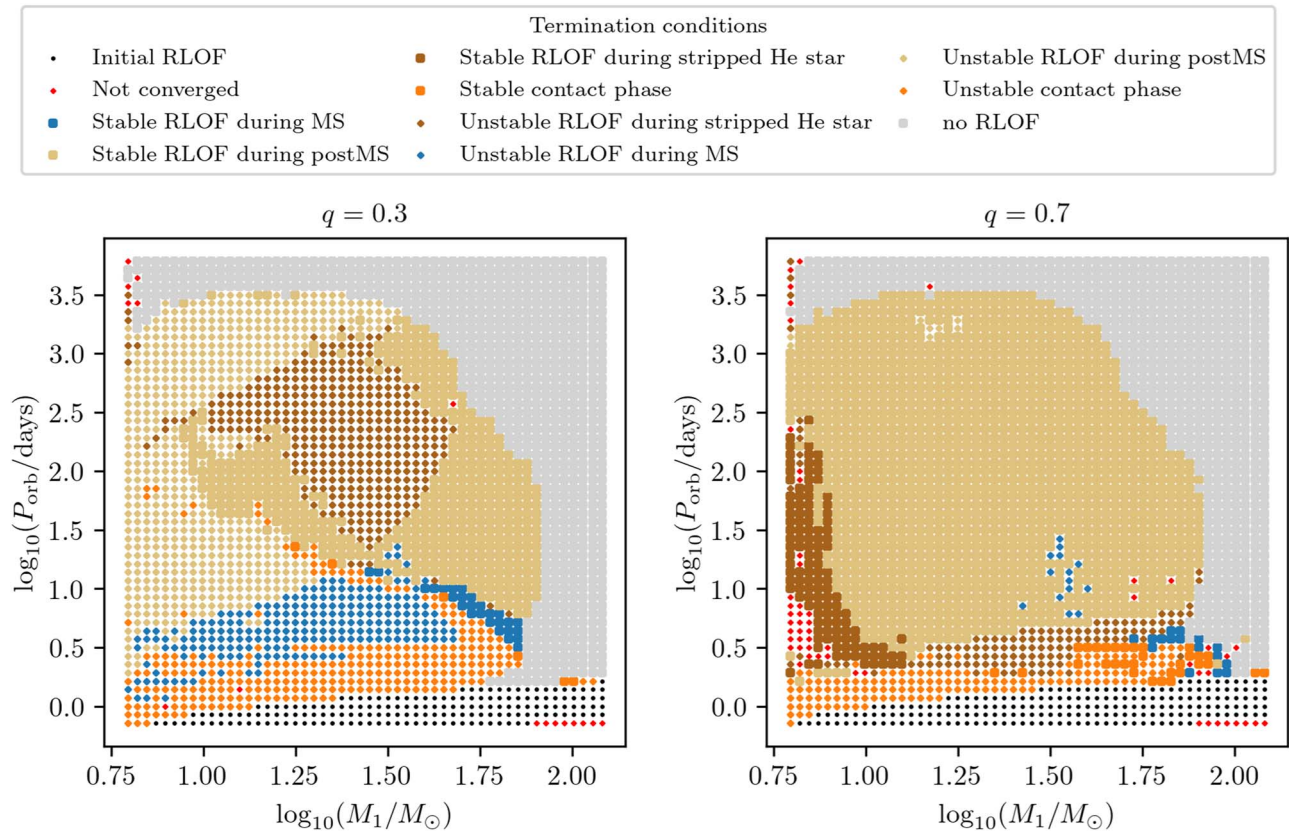 Termination conditions
Initial RLOF
Not converged
Stable RLOF during MS
Stable RLOF during postMS
Stable RLOF during stripped He star
Stable contact phase
Unstable RLOF during stripped He star
Unstable RLOF during MS
Unstable RLOF during postMS
Unstable contact phase
no RLOF
q = 0.3
log₁₀(P_orb/days)
3.5
3.0
2.5
2.0
1.5
1.0
0.5
0.0
0.75 1.00 1.25 1.50 1.75 2.00
log₁₀(M₁/M⊙)
q = 0.7
log₁₀(P_orb/days)
3.5
3.0
2.5
2.0
1.5
1.0
0.5
0.0
0.75 1.00 1.25 1.50 1.75 2.00
log₁₀(M₁/M⊙)